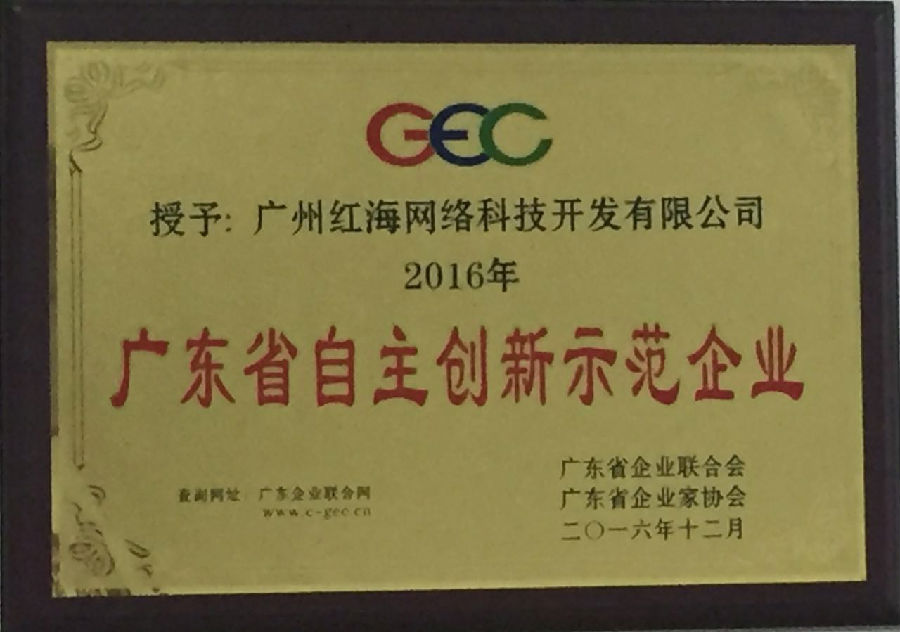 GEC
授予: 广州红海网络科技开发有限公司
2016年
广东省自主创新示范企业
查询网址: 广东企业联合网
www.c-gec.cn
广东省企业联合会
广东省企业家协会
二〇一六年十二月